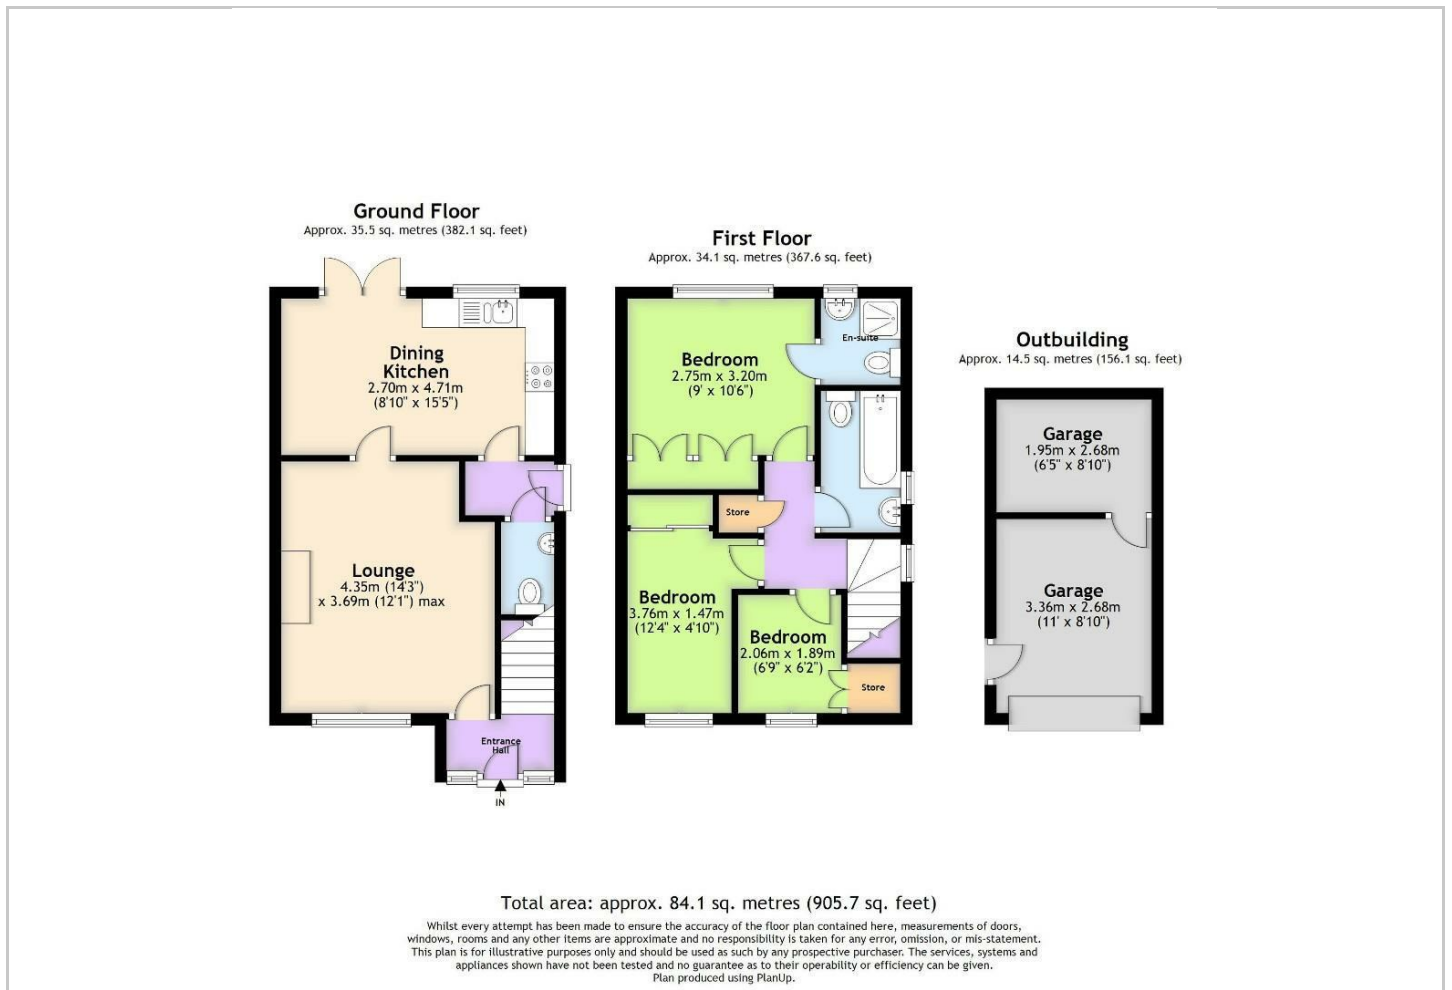 Ground Floor
Approx. 35.5 sq. metres (382.1 sq. feet)
Dining
Kitchen
2.70m x 4.71m
(8'10" x 15'5")
Lounge
4.35m (14'3")
x 3.69m (12'1") max
Entrance
Hall
IN
First Floor
Approx. 34.1 sq. metres (367.6 sq. feet)
Bedroom
2.75m x 3.20m
(9' x 10'6")
En-suite
Store
Bedroom
3.76m x 1.47m
(12'4" x 4'10")
Bedroom
2.06m x 1.89m
(6'9" x 6'2")
Store
Outbuilding
Approx. 14.5 sq. metres (156.1 sq. feet)
Garage
1.95m x 2.68m
(6'5" x 8'10")
Garage
3.36m x 2.68m
(11' x 8'10")
Total area: approx. 84.1 sq. metres (905.7 sq. feet)
Whilst every attempt has been made to ensure the accuracy of the floor plan contained here, measurements of doors,
windows, rooms and any other items are approximate and no responsibility is taken for any error, omission, or mis-statement.
This plan is for illustrative purposes only and should be used as such by any prospective purchaser. The services, systems and
appliances shown have not been tested and no guarantee as to their operability or efficiency can be given.
Plan produced using PlanUp.